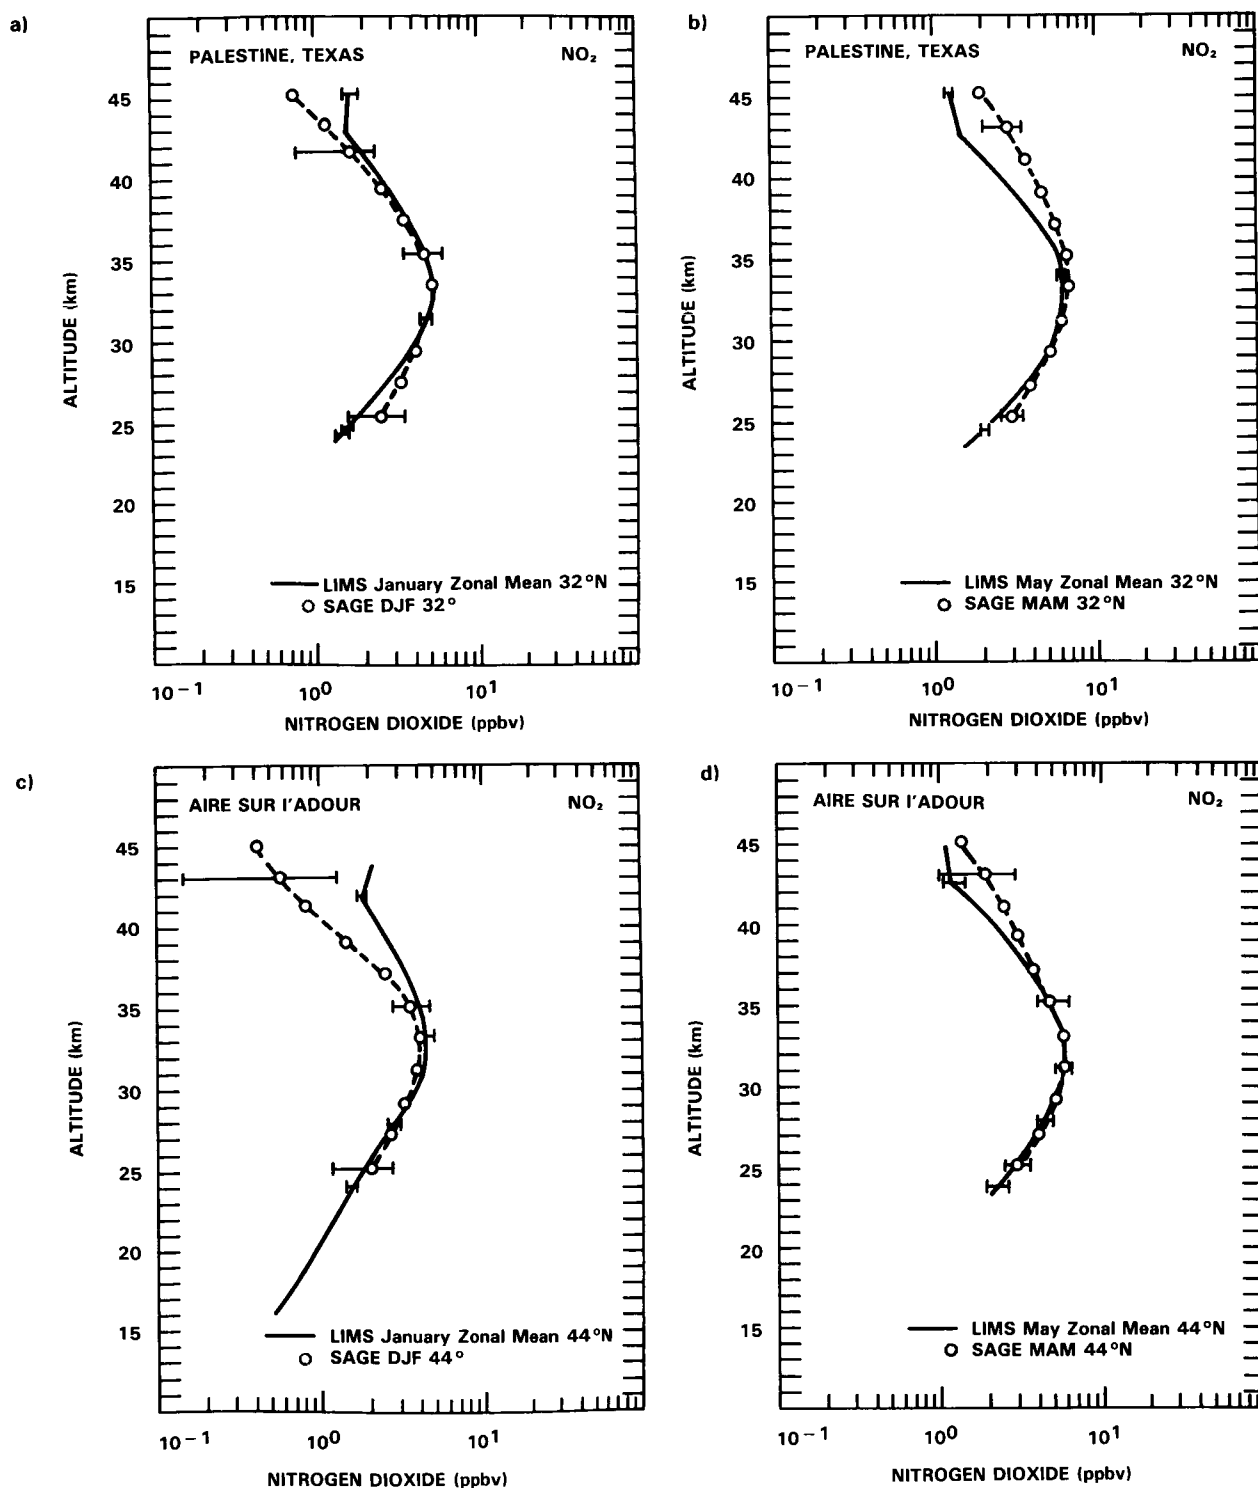 a)
PALESTINE, TEXAS NO₂
45
40
35
30
25
20
15
ALTITUDE (km)
LIMS January Zonal Mean 32°N
SAGE DJF 32°
10⁻¹ 10⁰ 10¹
NITROGEN DIOXIDE (ppbv)
b)
PALESTINE, TEXAS NO₂
45
40
35
30
25
20
15
ALTITUDE (km)
LIMS May Zonal Mean 32°N
SAGE MAM 32°N
10⁻¹ 10⁰ 10¹
NITROGEN DIOXIDE (ppbv)
c)
AIRE SUR l'ADOUR NO₂
45
40
35
30
25
20
15
ALTITUDE (km)
LIMS January Zonal Mean 44°N
SAGE DJF 44°
10⁻¹ 10⁰ 10¹
NITROGEN DIOXIDE (ppbv)
d)
AIRE SUR l'ADOUR NO₂
45
40
35
30
25
20
15
ALTITUDE (km)
LIMS May Zonal Mean 44°N
SAGE MAM 44°N
10⁻¹ 10⁰ 10¹
NITROGEN DIOXIDE (ppbv)